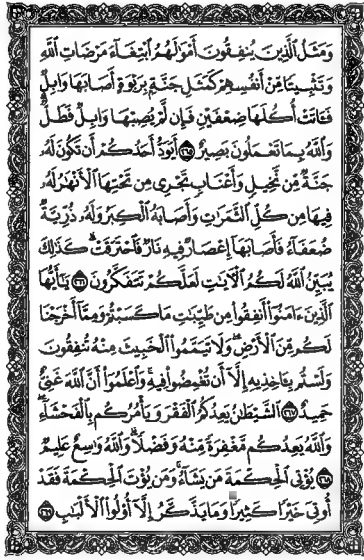 وَمَثَلُ ٱلَّذِينَ يُنفِقُونَ أَمۡوَٰلَهُمُ ٱبۡتِغَآءَ مَرۡضَاتِ ٱللَّهِ
وَتَثۡبِيتٗا مِّنۡ أَنفُسِهِمۡ كَمَثَلِ جَنَّةِۭ بِرَبۡوَةٍ أَصَابَهَا وَابِلٞ
فَـَٔاتَتۡ أُكُلَهَا ضِعۡفَيۡنِ فَإِن لَّمۡ يُصِبۡهَا وَابِلٞ فَطَلّٞۗ
وَٱللَّهُ بِمَا تَعۡمَلُونَ بَصِيرٌ ٢٦٥ أَيَوَدُّ أَحَدُكُمۡ أَن تَكُونَ لَهُۥ
جَنَّةٞ مِّن نَّخِيلٖ وَأَعۡنَابٖ تَجۡرِي مِن تَحۡتِهَا ٱلۡأَنۡهَٰرُ لَهُۥ
فِيهَا مِن كُلِّ ٱلثَّمَرَٰتِ وَأَصَابَهُ ٱلۡكِبَرُ وَلَهُۥ ذُرِّيَّةٞ
ضُعَفَآءُ فَأَصَابَهَآ إِعۡصَارٞ فِيهِ نَارٞ فَٱحۡتَرَقَتۡۗ كَذَٰلِكَ
يُبَيِّنُ ٱللَّهُ لَكُمُ ٱلۡأٓيَٰتِ لَعَلَّكُمۡ تَتَفَكَّرُونَ ٢٦٦ يَٰٓأَيُّهَا
ٱلَّذِينَ ءَامَنُوٓاْ أَنفِقُواْ مِن طَيِّبَٰتِ مَا كَسَبۡتُمۡ وَمِمَّآ أَخۡرَجۡنَا
لَكُم مِّنَ ٱلۡأَرۡضِۖ وَلَا تَيَمَّمُواْ ٱلۡخَبِيثَ مِنۡهُ تُنفِقُونَ
وَلَسۡتُم بِـَٔاخِذِيهِ إِلَّآ أَن تُغۡمِضُواْ فِيهِۚ وَٱعۡلَمُوٓاْ أَنَّ ٱللَّهَ غَنِيٌّ
حَمِيدٌ ٢٦٧ ٱلشَّيۡطَٰنُ يَعِدُكُمُ ٱلۡفَقۡرَ وَيَأۡمُرُكُم بِٱلۡفَحۡشَآءِۖ
وَٱللَّهُ يَعِدُكُم مَّغۡفِرَةٗ مِّنۡهُ وَفَضۡلٗاۗ وَٱللَّهُ وَٰسِعٌ عَلِيمٞ
٢٦٨ يُؤۡتِي ٱلۡحِكۡمَةَ مَن يَشَآءُۚ وَمَن يُؤۡتَ ٱلۡحِكۡمَةَ فَقَدۡ
أُوتِيَ خَيۡرٗا كَثِيرٗاۗ وَمَا يَذَّكَّرُ إِلَّآ أُوْلُواْ ٱلۡأَلۡبَٰبِ ٢٦٩